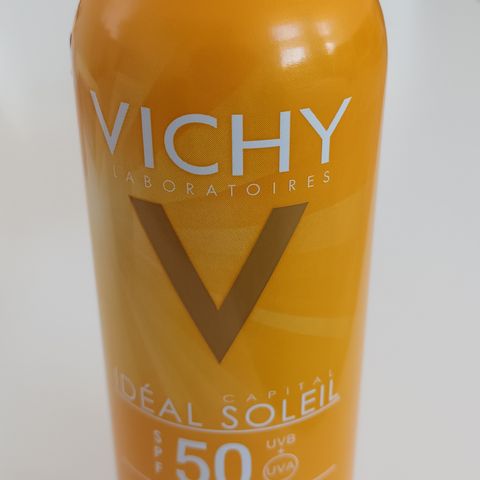 VICHY
LABORATOIRES
V
CAPITAL
IDÉAL SOLEIL
SPF 50 UVB + UVA